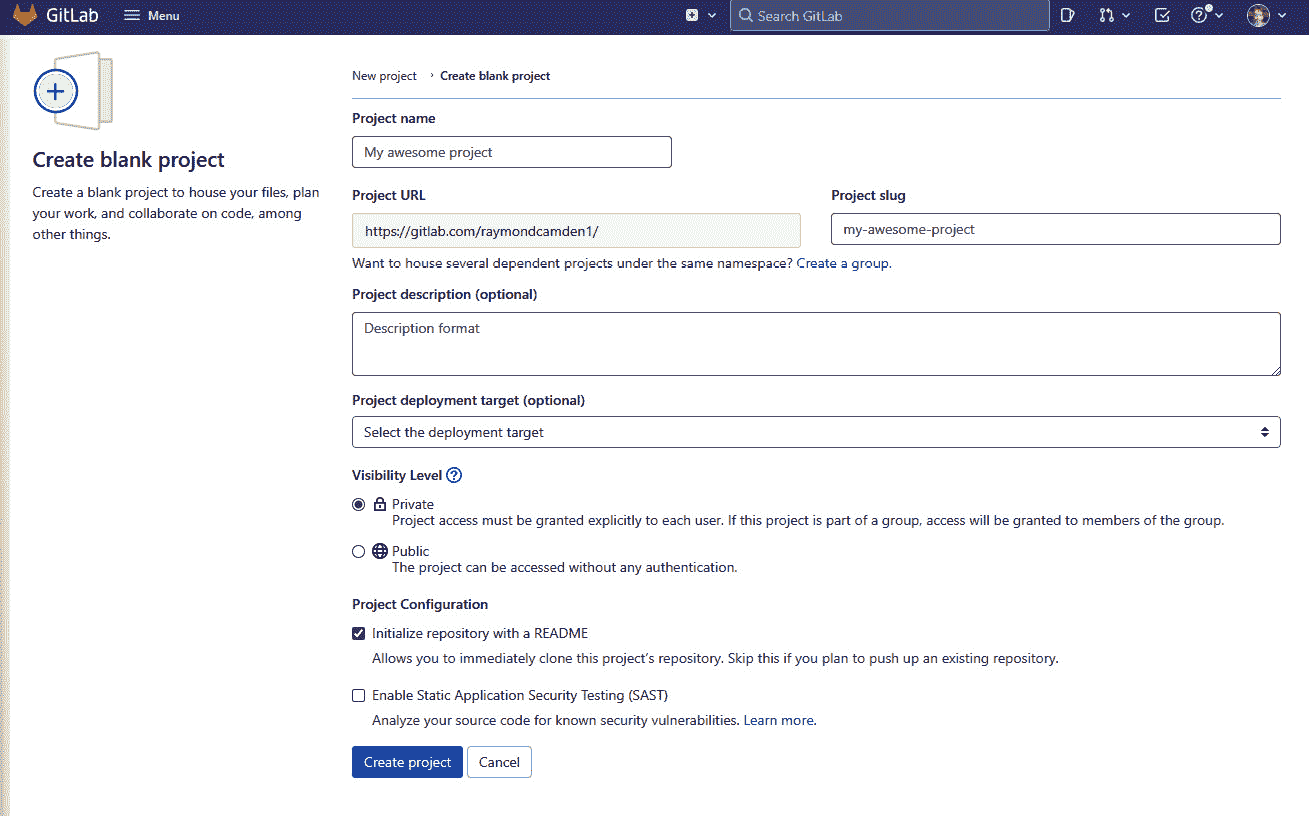 GitLab
Menu
Search GitLab
New project › Create blank project
Create blank project
Create a blank project to house your files, plan
your work, and collaborate on code, among
other things.
Project name
My awesome project
Project URL
Project slug
https://gitlab.com/raymondcamden1/
my-awesome-project
Want to house several dependent projects under the same namespace? Create a group.
Project description (optional)
Description format
Project deployment target (optional)
Select the deployment target
Visibility Level
Private
Project access must be granted explicitly to each user. If this project is part of a group, access will be granted to members of the group.
Public
The project can be accessed without any authentication.
Project Configuration
Initialize repository with a README
Allows you to immediately clone this project’s repository. Skip this if you plan to push up an existing repository.
Enable Static Application Security Testing (SAST)
Analyze your source code for known security vulnerabilities. Learn more.
Create project
Cancel